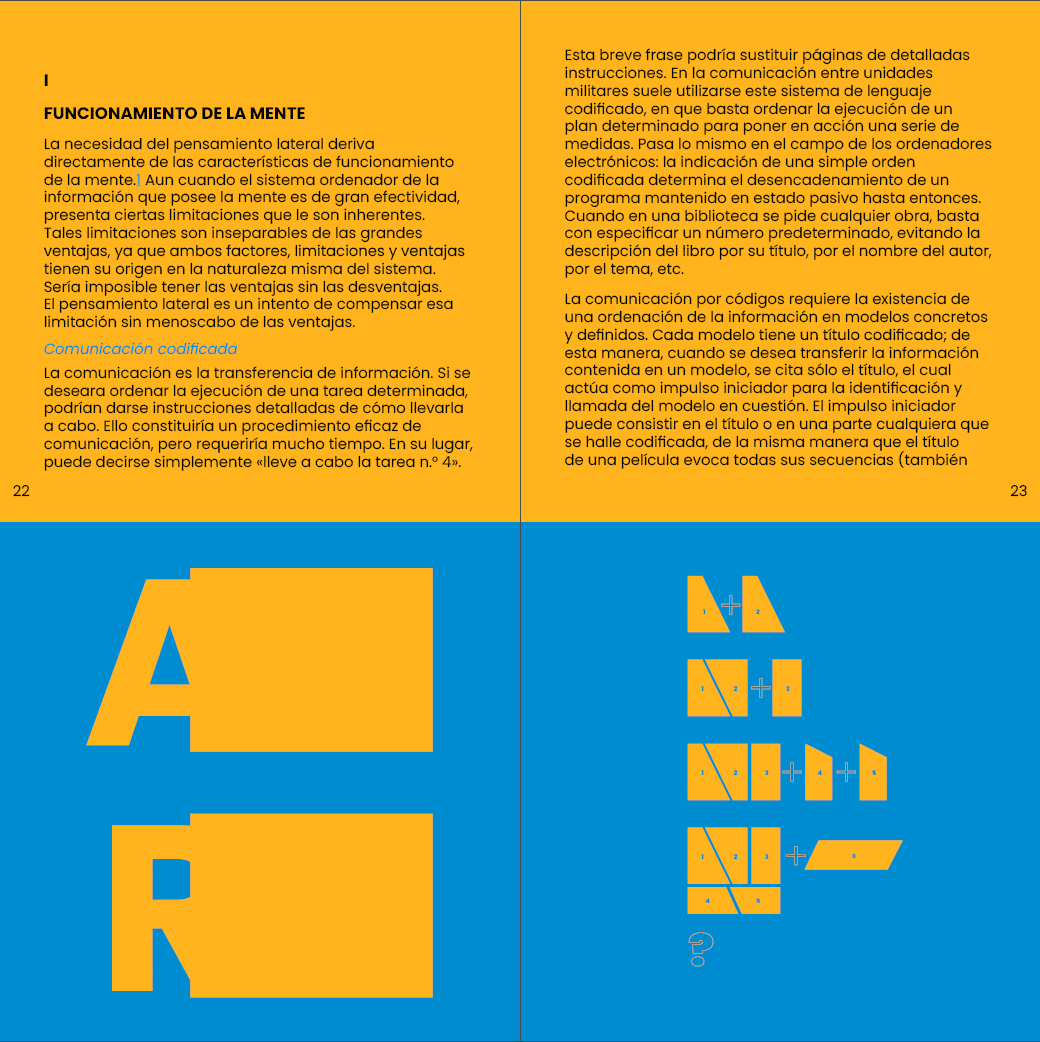 I
FUNCIONAMIENTO DE LA MENTE
La necesidad del pensamiento lateral deriva
directamente de las características de funcionamiento
de la mente.] Aun cuando el sistema ordenador de la
información que posee la mente es de gran efectividad,
presenta ciertas limitaciones que le son inherentes.
Tales limitaciones son inseparables de las grandes
ventajas, ya que ambos factores, limitaciones y ventajas
tienen su origen en la naturaleza misma del sistema.
Sería imposible tener las ventajas sin las desventajas.
El pensamiento lateral es un intento de compensar esa
limitación sin menoscabo de las ventajas.
Comunicación codificada
La comunicación es la transferencia de información. Si se
deseara ordenar la ejecución de una tarea determinada,
podrían darse instrucciones detalladas de cómo llevarla
a cabo. Ello constituiría un procedimiento eficaz de
comunicación, pero requeriría mucho tiempo. En su lugar,
puede decirse simplemente «lleve a cabo la tarea n.º 4».
22
Esta breve frase podría sustituir páginas de detalladas
instrucciones. En la comunicación entre unidades
militares suele utilizarse este sistema de lenguaje
codificado, en que basta ordenar la ejecución de un
plan determinado para poner en acción una serie de
medidas. Pasa lo mismo en el campo de los ordenadores
electrónicos: la indicación de una simple orden
codificada determina el desencadenamiento de un
programa mantenido en estado pasivo hasta entonces.
Cuando en una biblioteca se pide cualquier obra, basta
con especificar un número predeterminado, evitando la
descripción del libro por su título, por el nombre del autor,
por el tema, etc.
La comunicación por códigos requiere la existencia de
una ordenación de la información en modelos concretos
y definidos. Cada modelo tiene un título codificado; de
esta manera, cuando se desea transferir la información
contenida en un modelo, se cita sólo el título, el cual
actúa como impulso iniciador para la identificación y
llamada del modelo en cuestión. El impulso iniciador
puede consistir en el título o en una parte cualquiera que
se halle codificada, de la misma manera que el título
de una película evoca todas sus secuencias (también
23
A
R
1 + 2
1 2 + 3
1 2 3 + 4 + 5
1 2 3 + 6
4 5
?